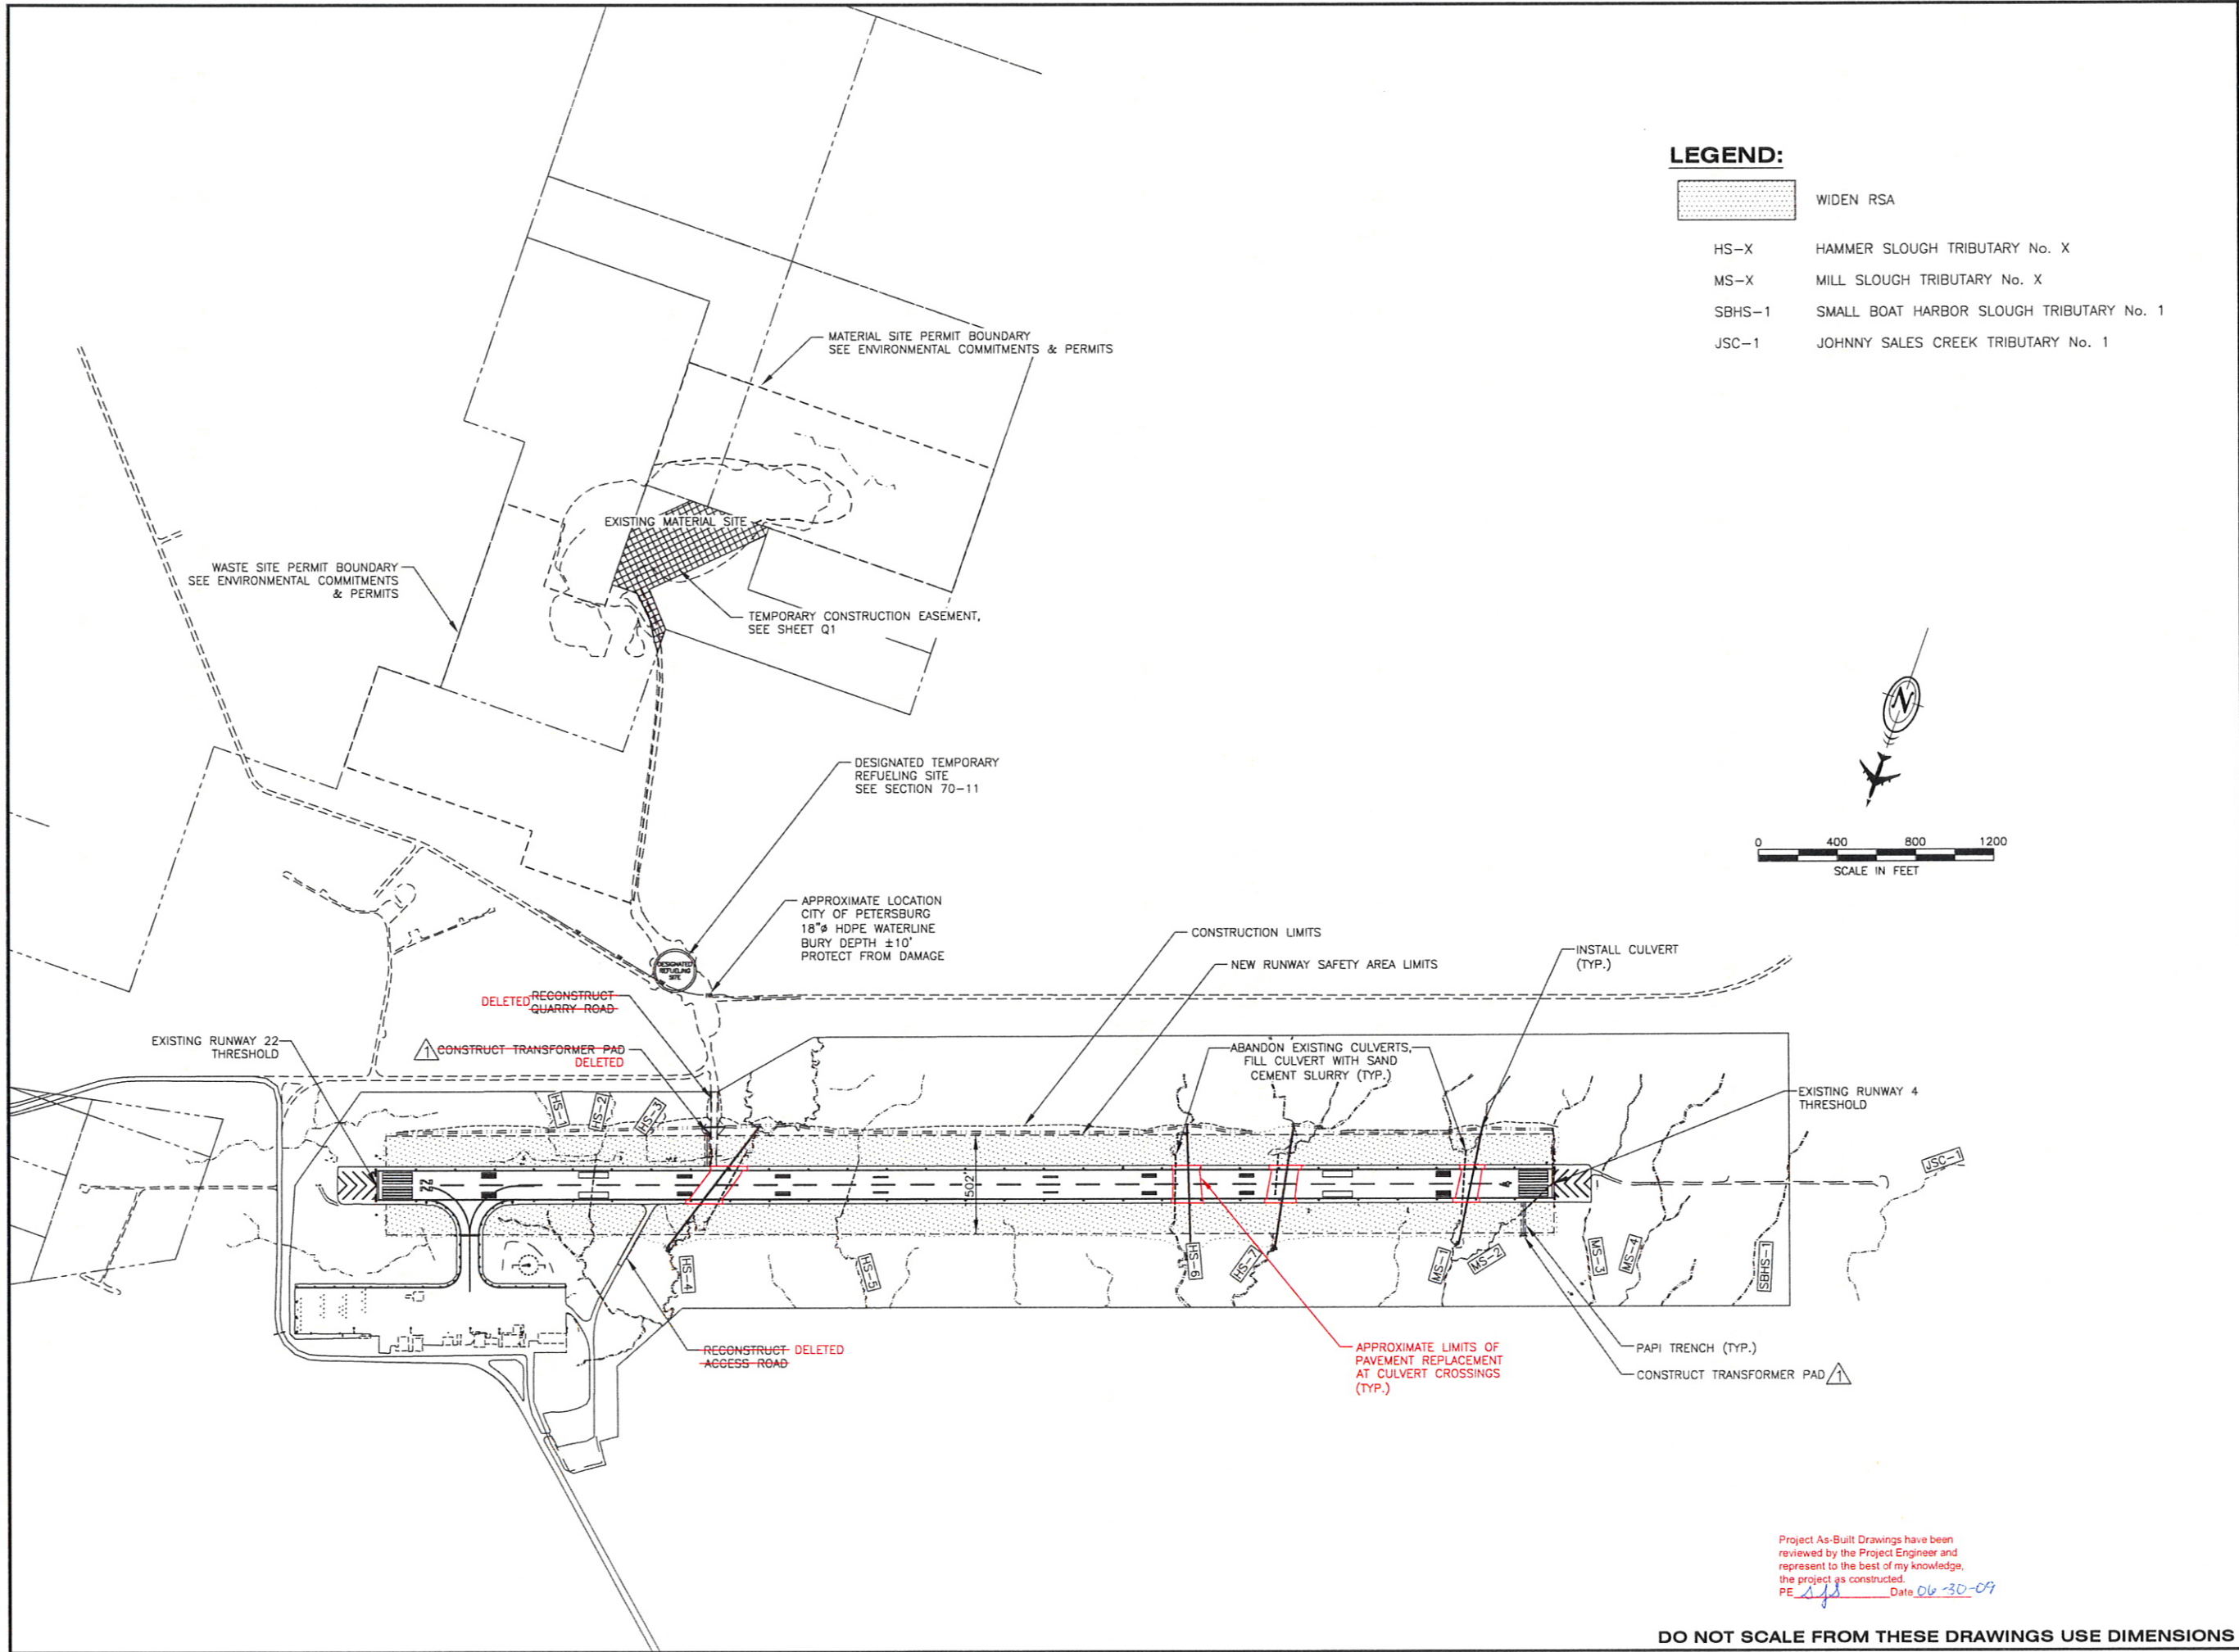 LEGEND:
WIDEN RSA
HS-X HAMMER SLOUGH TRIBUTARY No. X
MS-X MILL SLOUGH TRIBUTARY No. X
SBHS-1 SMALL BOAT HARBOR SLOUGH TRIBUTARY No. 1
JSC-1 JOHNNY SALES CREEK TRIBUTARY No. 1
MATERIAL SITE PERMIT BOUNDARY
SEE ENVIRONMENTAL COMMITMENTS & PERMITS
EXISTING MATERIAL SITE
WASTE SITE PERMIT BOUNDARY
SEE ENVIRONMENTAL COMMITMENTS
& PERMITS
TEMPORARY CONSTRUCTION EASEMENT,
SEE SHEET Q1
N
0 400 800 1200
SCALE IN FEET
DESIGNATED TEMPORARY
REFUELING SITE
SEE SECTION 70-11
APPROXIMATE LOCATION
CITY OF PETERSBURG
18"ø HDPE WATERLINE
BURY DEPTH ±10'
PROTECT FROM DAMAGE
DESIGNATED
REFUELING
SITE
CONSTRUCTION LIMITS
NEW RUNWAY SAFETY AREA LIMITS
INSTALL CULVERT
(TYP.)
DELETED RECONSTRUCT
QUARRY ROAD
EXISTING RUNWAY 22
THRESHOLD
1 CONSTRUCT TRANSFORMER PAD
DELETED
ABANDON EXISTING CULVERTS,
FILL CULVERT WITH SAND
CEMENT SLURRY (TYP.)
EXISTING RUNWAY 4
THRESHOLD
HS-1
HS-2
HS-3
JSC-1
22
502'
4
HS-4
HS-5
HS-6
HS-7
MS-1
MS-2
MS-3
MS-4
SBHS-1
RECONSTRUCT DELETED
ACCESS ROAD
APPROXIMATE LIMITS OF
PAVEMENT REPLACEMENT
AT CULVERT CROSSINGS
(TYP.)
PAPI TRENCH (TYP.)
CONSTRUCT TRANSFORMER PAD 1
Project As-Built Drawings have been
reviewed by the Project Engineer and
represent to the best of my knowledge,
the project as constructed.
PE sfs Date 06-30-09
DO NOT SCALE FROM THESE DRAWINGS USE DIMENSIONS